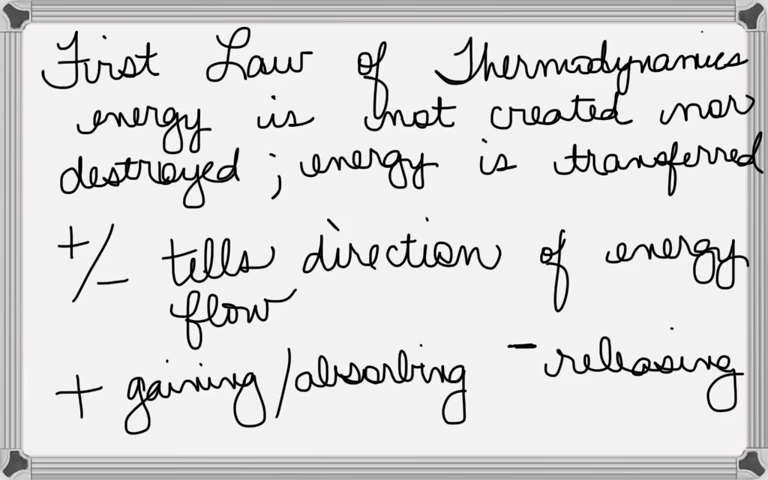 First Law of Thermodynamics
energy is not created nor
destroyed ; energy is transferred
+/- tells direction of energy
flow
+ gaining/absorbing - releasing